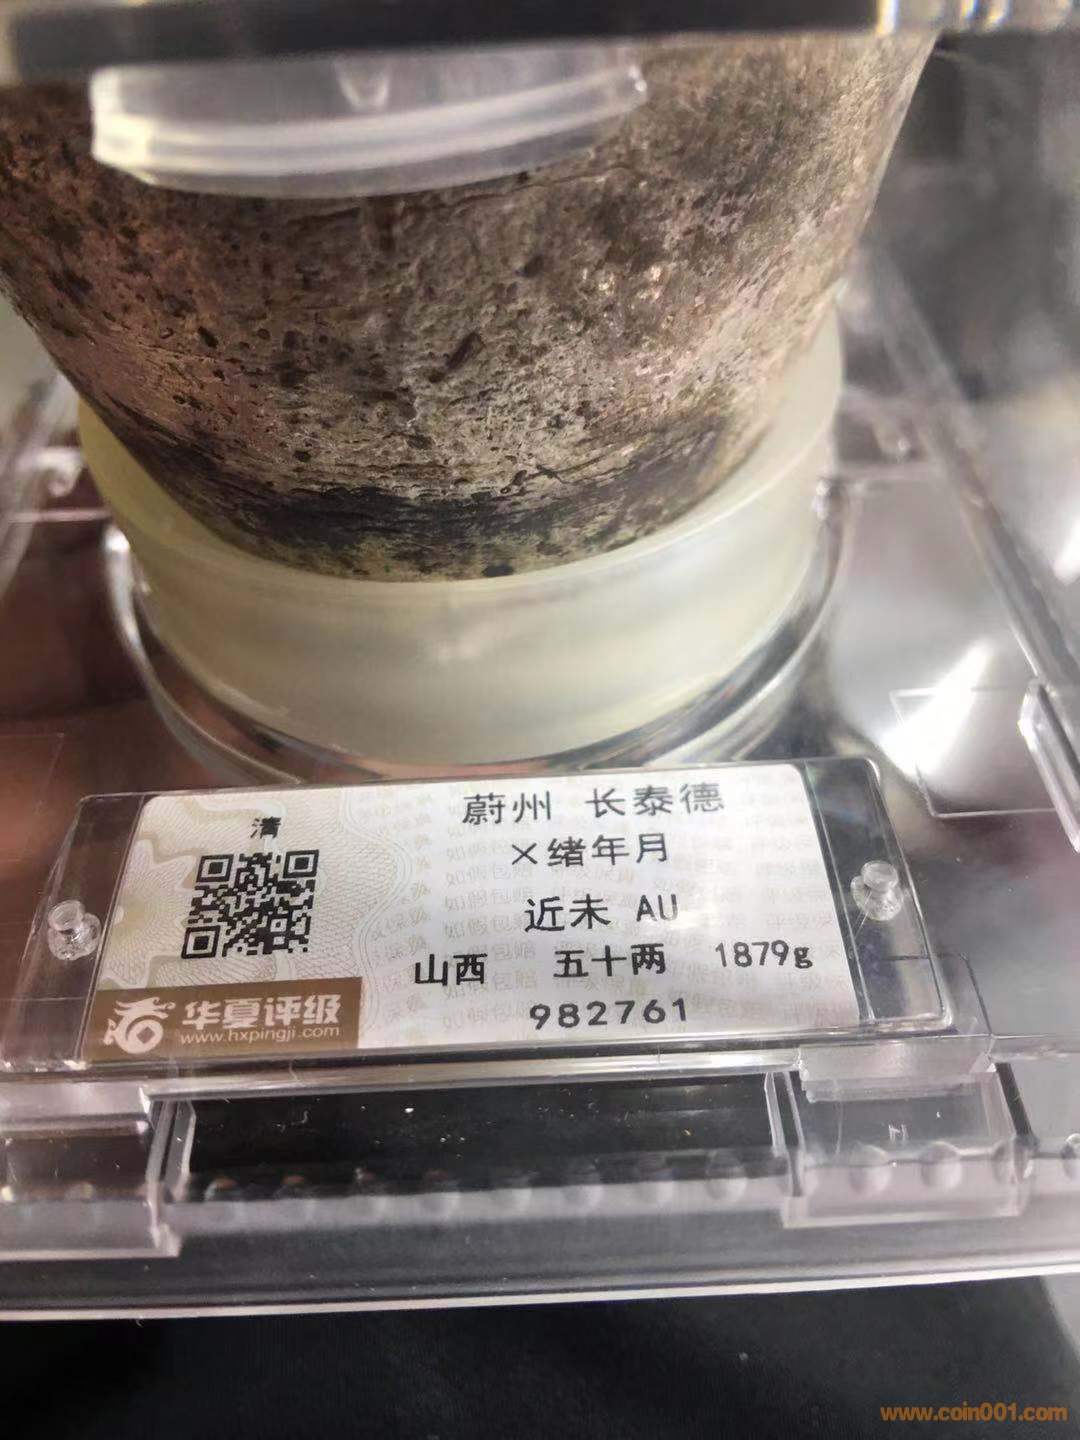 清
蔚州 长泰德
×绪年月
近未 AU
山西 五十两 1879g
982761
华夏评级
www.hxpingji.com
www.coin001.com